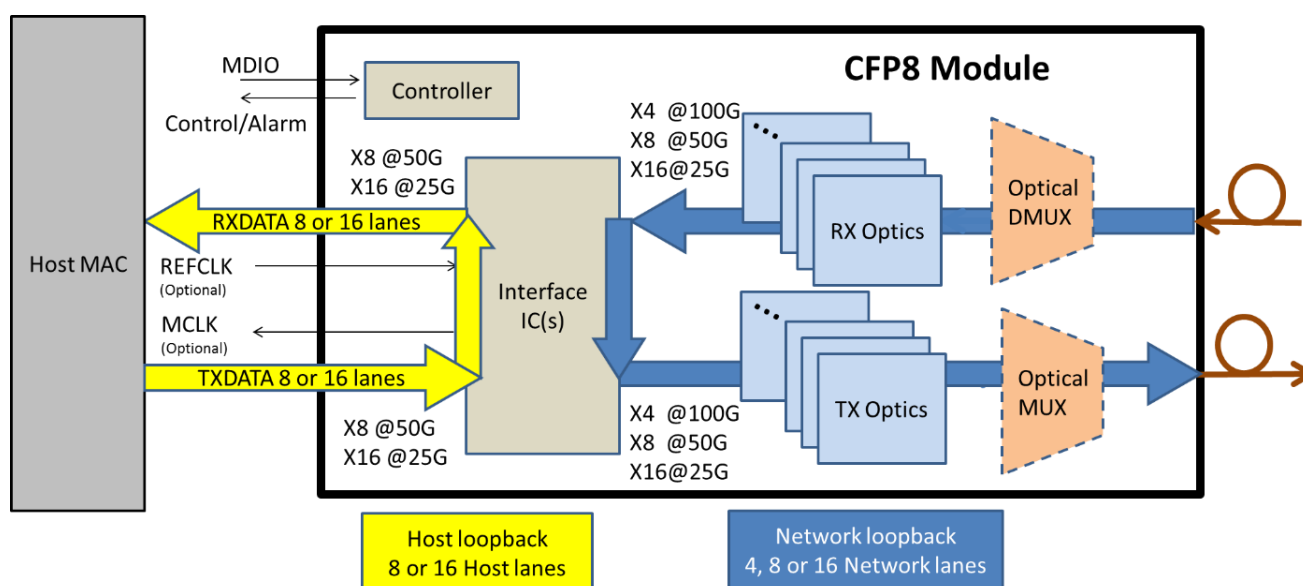 CFP8 Module
MDIO
Controller
Control/Alarm
X8 @50G
X16 @25G
X4 @100G
X8 @50G
X16@25G
Optical
DMUX
RXDATA 8 or 16 lanes
RX Optics
Host MAC
REFCLK
(Optional)
Interface
IC(s)
MCLK
(Optional)
TXDATA 8 or 16 lanes
Optical
MUX
TX Optics
X8 @50G
X16 @25G
X4 @100G
X8 @50G
X16@25G
Host loopback
8 or 16 Host lanes
Network loopback
4, 8 or 16 Network lanes